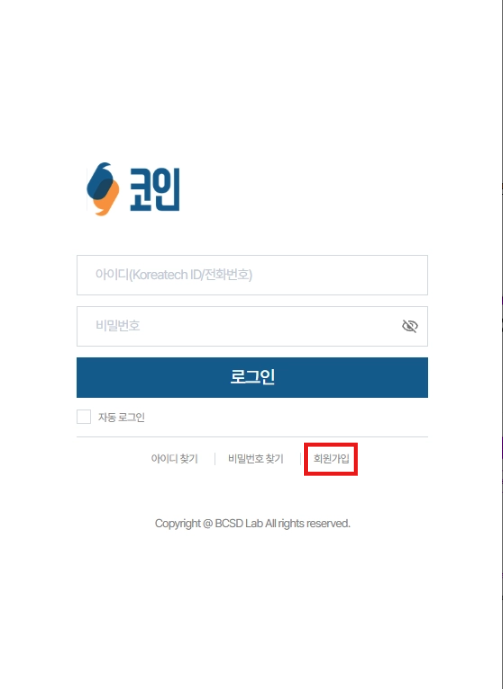 코인
아이디(Koreatech ID/전화번호)
비밀번호
로그인
자동 로그인
아이디 찾기 | 비밀번호 찾기 | 회원가입
Copyright @ BCSD Lab All rights reserved.